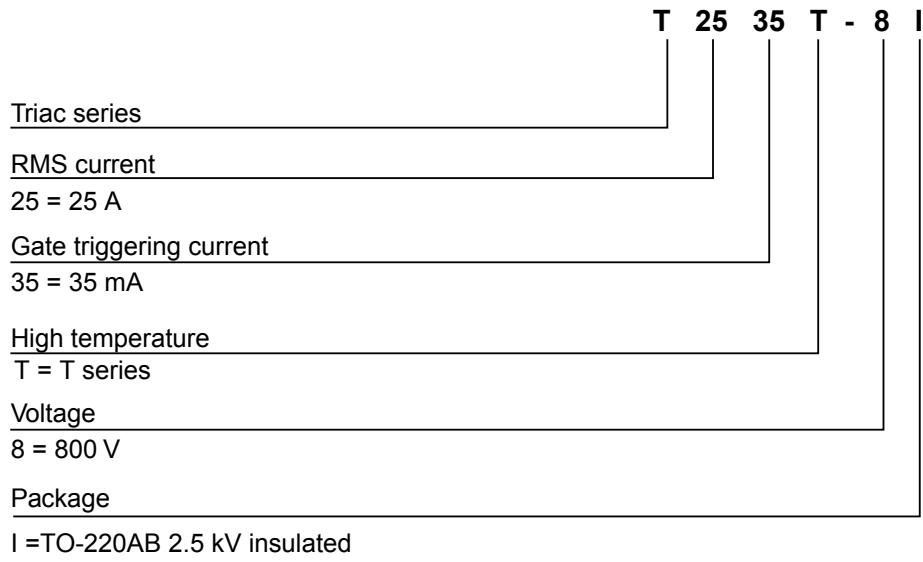 T 25 35 T - 8 I
Triac series
RMS current
25 = 25 A
Gate triggering current
35 = 35 mA
High temperature
T = T series
Voltage
8 = 800 V
Package
I =TO-220AB 2.5 kV insulated